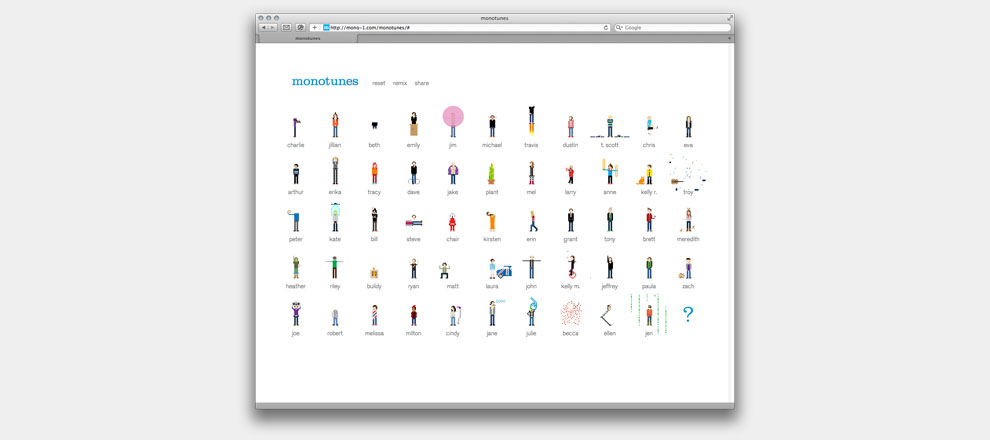 monotunes
http://mono-1.com/monotunes/#
Google
monotunes
monotunes reset remix share
charlie jillian beth emily jim michael travis dustin t. scott chris eva
arthur erika tracy dave jake plant mel larry anne kelly r. troy
peter kate bill steve chair kirsten erin grant tony brett meredith
heather riley buildy ryan matt laura john kelly m. jeffrey paula zach
joe robert melissa milton cindy jane julie becca ellen jen ?